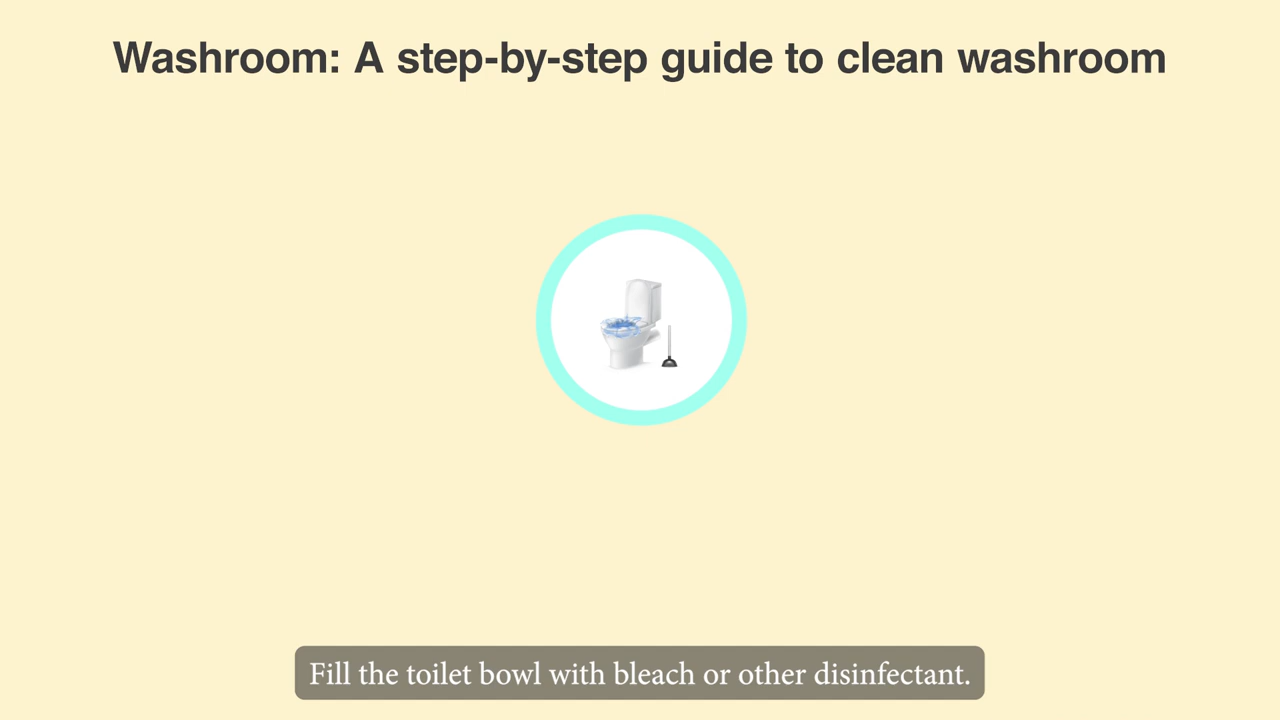 Washroom: A step-by-step guide to clean washroom
Fill the toilet bowl with bleach or other disinfectant.